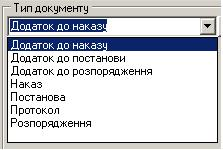 Тип документу
Додаток до наказу
Додаток до наказу
Додаток до постанови
Додаток до розпорядження
Наказ
Постанова
Протокол
Розпорядження